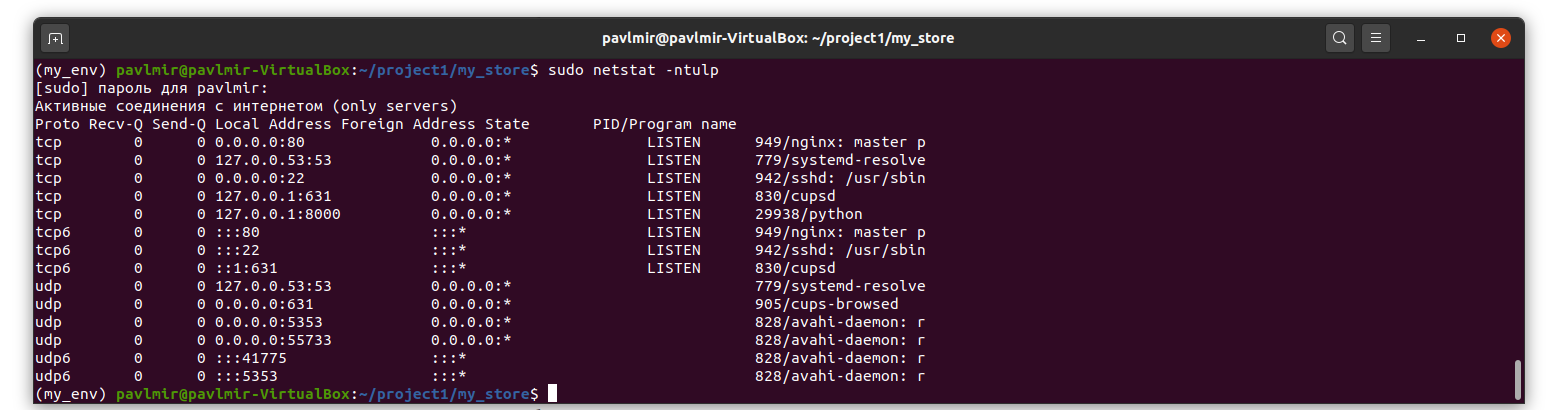 pavlmir@pavlmir-VirtualBox: ~/project1/my_store
(my_env) pavlmir@pavlmir-VirtualBox:~/project1/my_store$ sudo netstat -ntulp
[sudo] пароль для pavlmir:
Активные соединения с интернетом (only servers)
Proto Recv-Q Send-Q Local Address Foreign Address State       PID/Program name
tcp        0      0 0.0.0.0:80              0.0.0.0:*               LISTEN      949/nginx: master p
tcp        0      0 127.0.0.53:53           0.0.0.0:*               LISTEN      779/systemd-resolve
tcp        0      0 0.0.0.0:22              0.0.0.0:*               LISTEN      942/sshd: /usr/sbin
tcp        0      0 127.0.0.1:631           0.0.0.0:*               LISTEN      830/cupsd
tcp        0      0 127.0.0.1:8000          0.0.0.0:*               LISTEN      29938/python
tcp6       0      0 :::80                   :::*                    LISTEN      949/nginx: master p
tcp6       0      0 :::22                   :::*                    LISTEN      942/sshd: /usr/sbin
tcp6       0      0 ::1:631                 :::*                    LISTEN      830/cupsd
udp        0      0 127.0.0.53:53           0.0.0.0:*                           779/systemd-resolve
udp        0      0 0.0.0.0:631             0.0.0.0:*                           905/cups-browsed
udp        0      0 0.0.0.0:5353            0.0.0.0:*                           828/avahi-daemon: r
udp        0      0 0.0.0.0:55733           0.0.0.0:*                           828/avahi-daemon: r
udp6       0      0 :::41775                :::*                                828/avahi-daemon: r
udp6       0      0 :::5353                 :::*                                828/avahi-daemon: r
(my_env) pavlmir@pavlmir-VirtualBox:~/project1/my_store$